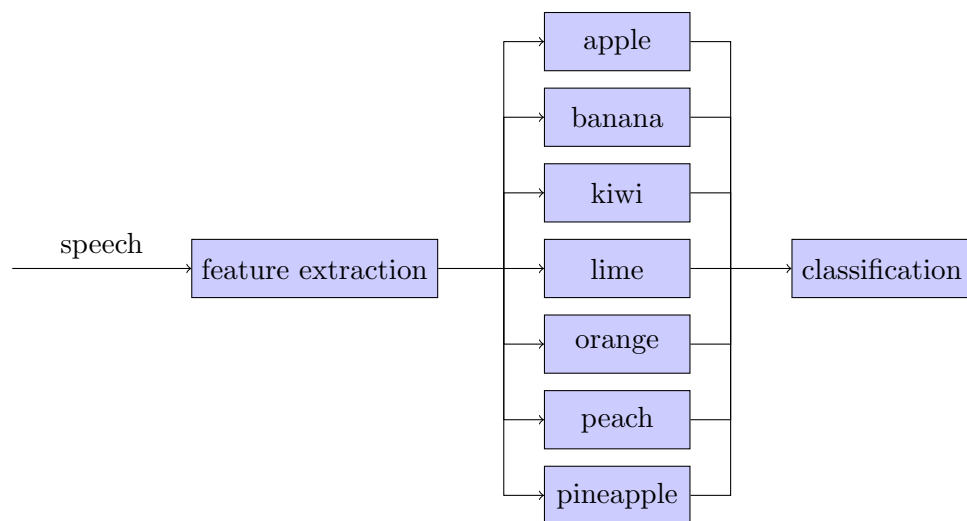 speech
feature extraction
apple
banana
kiwi
lime
orange
peach
pineapple
classification